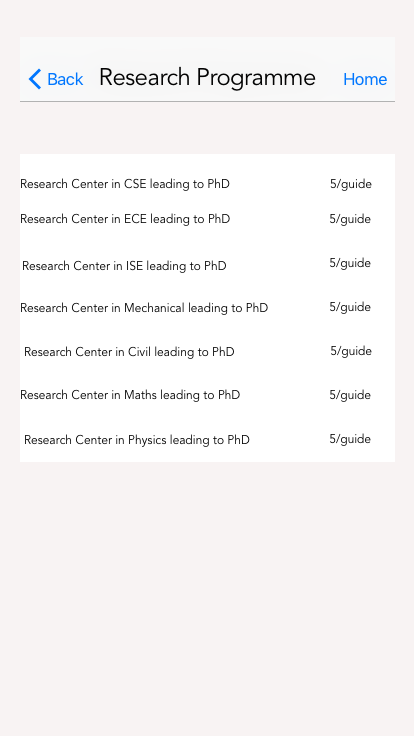 Back Research Programme Home
Research Center in CSE leading to PhD 5/guide
Research Center in ECE leading to PhD 5/guide
Research Center in ISE leading to PhD 5/guide
Research Center in Mechanical leading to PhD 5/guide
Research Center in Civil leading to PhD 5/guide
Research Center in Maths leading to PhD 5/guide
Research Center in Physics leading to PhD 5/guide